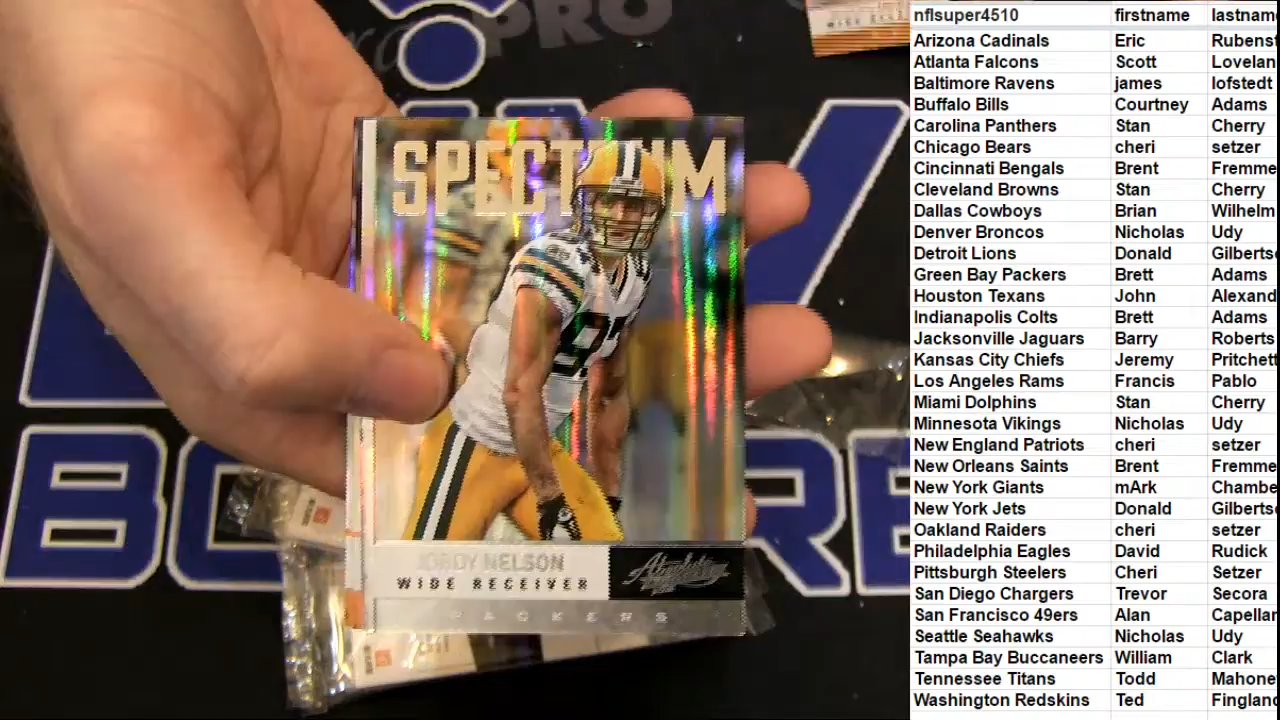 PRO
SPECTRUM
JORDY NELSON
WIDE RECEIVER
Absolute
PACKERS
nflsuper4510 firstname lastname
Arizona Cadinals Eric Rubenst
Atlanta Falcons Scott Lovelan
Baltimore Ravens james lofstedt
Buffalo Bills Courtney Adams
Carolina Panthers Stan Cherry
Chicago Bears cheri setzer
Cincinnati Bengals Brent Fremme
Cleveland Browns Stan Cherry
Dallas Cowboys Brian Wilhelm
Denver Broncos Nicholas Udy
Detroit Lions Donald Gilberts
Green Bay Packers Brett Adams
Houston Texans John Alexand
Indianapolis Colts Brett Adams
Jacksonville Jaguars Barry Roberts
Kansas City Chiefs Jeremy Pritchett
Los Angeles Rams Francis Pablo
Miami Dolphins Stan Cherry
Minnesota Vikings Nicholas Udy
New England Patriots cheri setzer
New Orleans Saints Brent Fremme
New York Giants mArk Chambe
New York Jets Donald Gilberts
Oakland Raiders cheri setzer
Philadelphia Eagles David Rudick
Pittsburgh Steelers Cheri Setzer
San Diego Chargers Trevor Secora
San Francisco 49ers Alan Capellar
Seattle Seahawks Nicholas Udy
Tampa Bay Buccaneers William Clark
Tennessee Titans Todd Mahone
Washington Redskins Ted Fingland